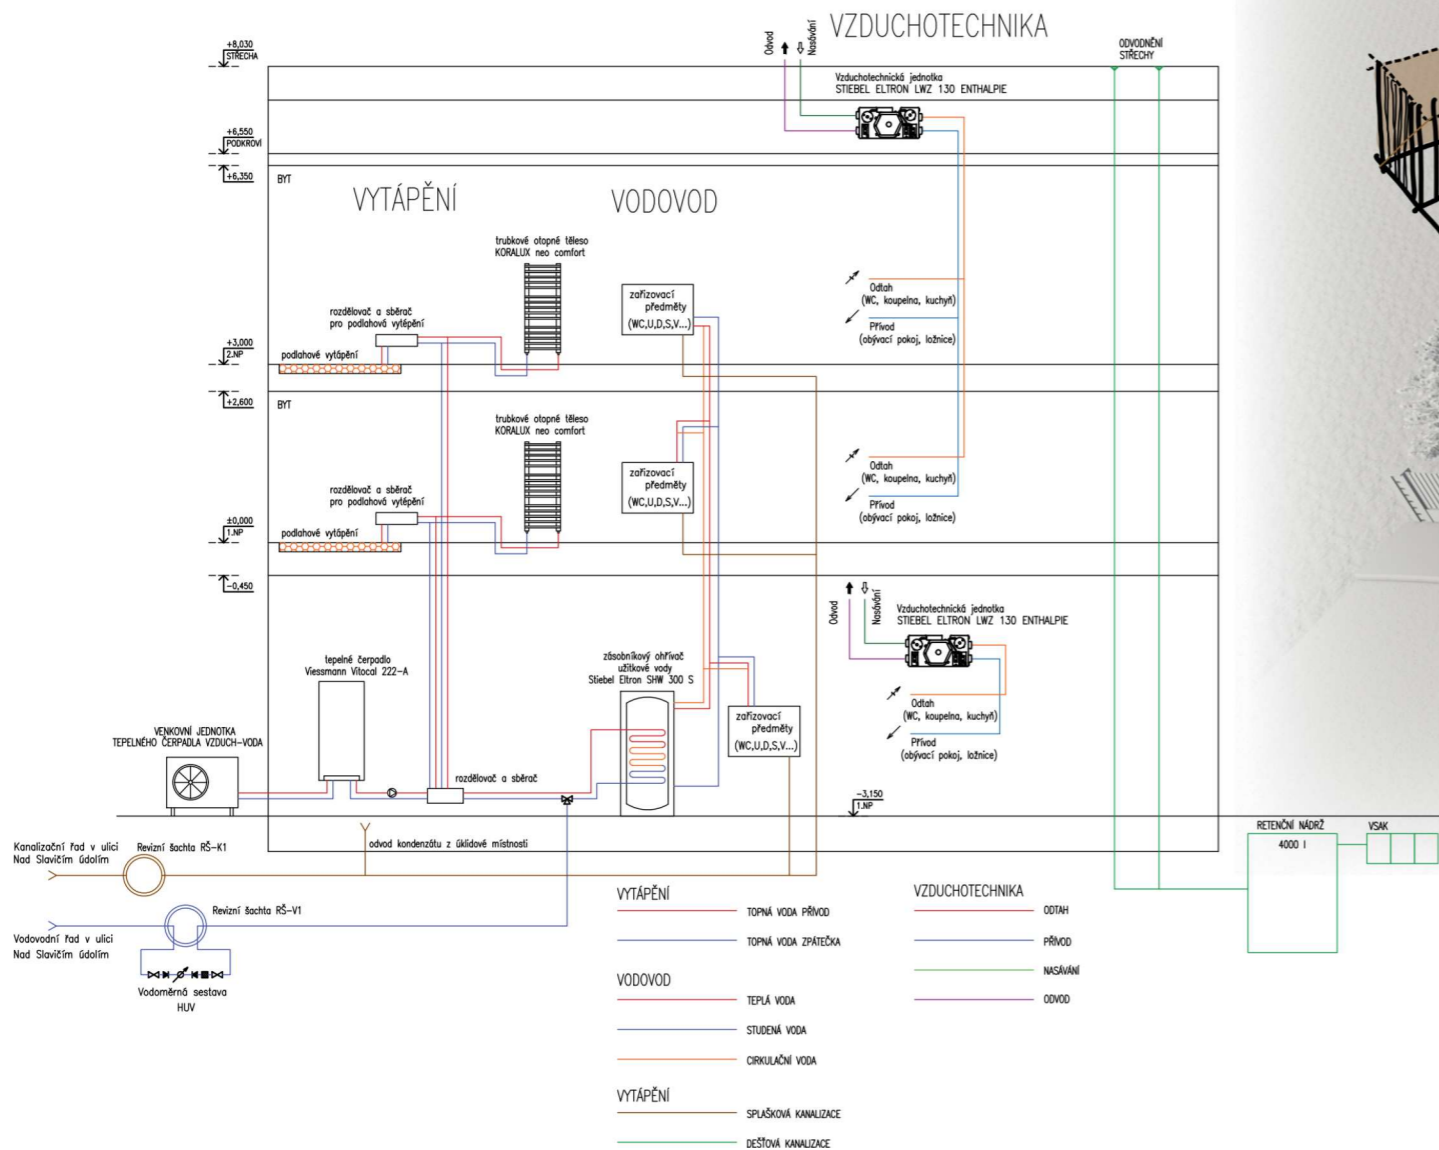 VZDUCHOTECHNIKA
Odvod
Nasávání
ODVODNĚNÍ
STŘECHY
+8,030
STŘECHA
Vzduchotechnická jednotka
STIEBEL ELTRON LWZ 130 ENTHALPIE
+6,550
PODKROVÍ
+6,350
BYT
VYTÁPĚNÍ
VODOVOD
trubkové otopné těleso
KORALUX neo comfort
zařizovací
předměty
(WC,U,D,S,V...)
Odtah
(WC, koupelna, kuchyň)
Přívod
(obývací pokoj, ložnice)
rozdělovač a sběrač
pro podlahová vytápění
+3,000
2.NP
podlahové vytápění
+2,600
BYT
trubkové otopné těleso
KORALUX neo comfort
zařizovací
předměty
(WC,U,D,S,V...)
Odtah
(WC, koupelna, kuchyň)
Přívod
(obývací pokoj, ložnice)
rozdělovač a sběrač
pro podlahová vytápění
±0,000
1.NP
podlahové vytápění
-0,450
Odvod
Nasávání
Vzduchotechnická jednotka
STIEBEL ELTRON LWZ 130 ENTHALPIE
tepelné čerpadlo
Viessmann Vitocal 222-A
zásobníkový ohřívač
užitkové vody
Stiebel Eltron SHW 300 S
Odtah
(WC, koupelna, kuchyň)
Přívod
(obývací pokoj, ložnice)
zařizovací
předměty
(WC,U,D,S,V...)
VENKOVNÍ JEDNOTKA
TEPELNÉHO ČERPADLA VZDUCH-VODA
rozdělovač a sběrač
-3,150
1.NP
RETENČNÍ NÁDRŽ
4000 l
VSAK
Kanalizační řad v ulici
Nad Slavičím údolím
Revizní šachta RŠ-K1
odvod kondenzátu z úklidové místnosti
Revizní šachta RŠ-V1
Vodovodní řad v ulici
Nad Slavičím údolím
Vodoměrná sestava
HUV
VYTÁPĚNÍ
TOPNÁ VODA PŘÍVOD
TOPNÁ VODA ZPÁTEČKA
VODOVOD
TEPLÁ VODA
STUDENÁ VODA
CIRKULAČNÍ VODA
VYTÁPĚNÍ
SPLAŠKOVÁ KANALIZACE
DEŠŤOVÁ KANALIZACE
VZDUCHOTECHNIKA
ODTAH
PŘÍVOD
NASÁVÁNÍ
ODVOD